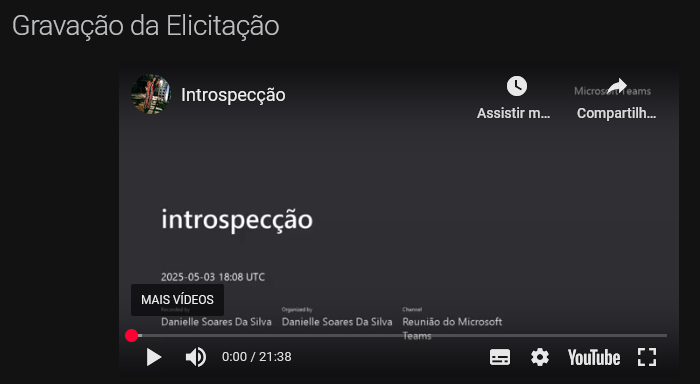 Gravação da Elicitação
Introspecção
Microsoft Teams
Assistir m...
Compartilh...
introspecção
2025-05-03 18:08 UTC
MAIS VÍDEOS
Recorded by
Organized by
Channel
Danielle Soares Da Silva
Danielle Soares Da Silva
Reunião do Microsoft
Teams
0:00 / 21:38
YouTube